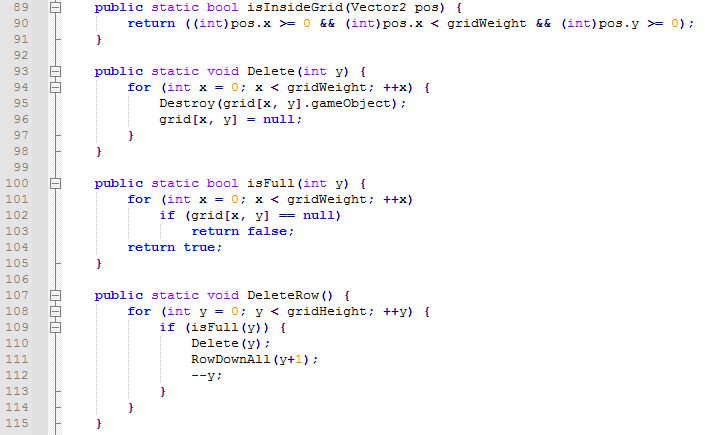 89 public static bool isInsideGrid(Vector2 pos) {
90 return ((int)pos.x >= 0 && (int)pos.x < gridWeight && (int)pos.y >= 0);
91 }
92
93 public static void Delete(int y) {
94 for (int x = 0; x < gridWeight; ++x) {
95 Destroy(grid[x, y].gameObject);
96 grid[x, y] = null;
97 }
98 }
99
100 public static bool isFull(int y) {
101 for (int x = 0; x < gridWeight; ++x)
102 if (grid[x, y] == null)
103 return false;
104 return true;
105 }
106
107 public static void DeleteRow() {
108 for (int y = 0; y < gridHeight; ++y) {
109 if (isFull(y)) {
110 Delete(y);
111 RowDownAll(y+1);
112 --y;
113 }
114 }
115 }